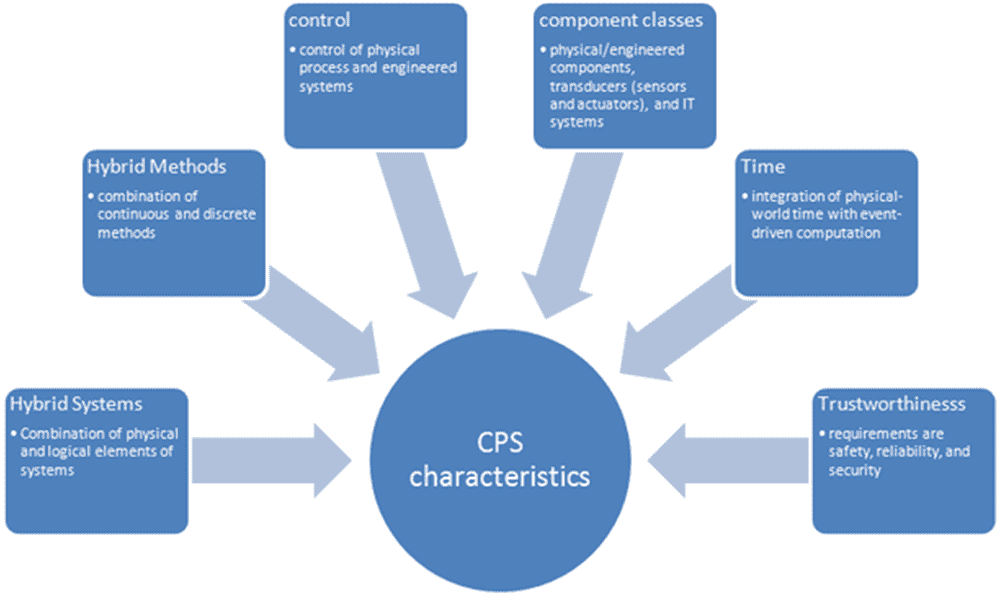 control
• control of physical
process and engineered
systems
component classes
• physical/engineered
components,
transducers (sensors
and actuators), and IT
systems
Hybrid Methods
• combination of
continuous and discrete
methods
Time
• integration of physical-
world time with event-
driven computation
Hybrid Systems
• Combination of physical
and logical elements of
systems
CPS
characteristics
Trustworthinesss
• requirements are
safety, reliability, and
security